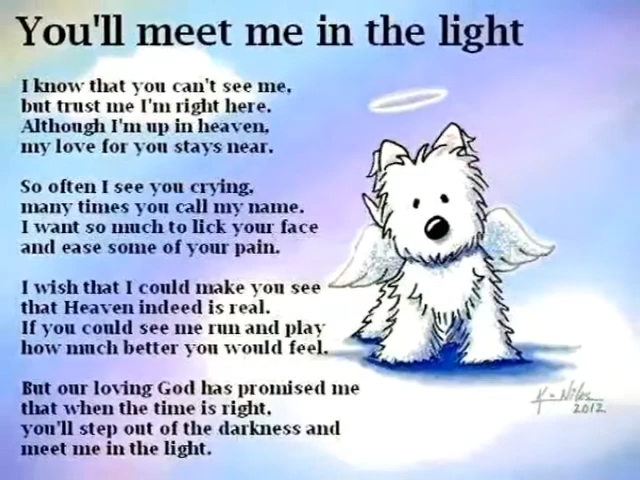 You'll meet me in the light
I know that you can't see me,
but trust me I'm right here.
Although I'm up in heaven,
my love for you stays near.
So often I see you crying,
many times you call my name.
I want so much to lick your face
and ease some of your pain.
I wish that I could make you see
that Heaven indeed is real.
If you could see me run and play
how much better you would feel.
But our loving God has promised me
that when the time is right,
you'll step out of the darkness and
meet me in the light.
K-Niles
2012